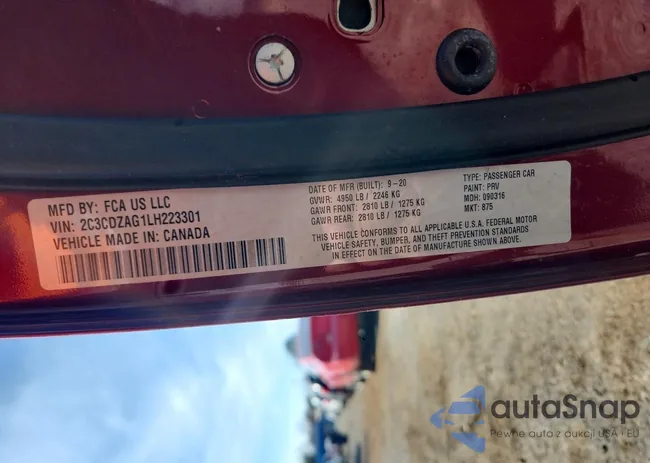 MFD BY: FCA US LLC
VIN: 2C3CDZAG1LH223301
VEHICLE MADE IN: CANADA
DATE OF MFR (BUILT): 9-20
GVWR: 4950 LB / 2246 KG
GAWR FRONT: 2810 LB / 1275 KG
GAWR REAR: 2810 LB / 1275 KG
TYPE: PASSENGER CAR
PAINT: PRV
MDH: 090316
MKT: 875
THIS VEHICLE CONFORMS TO ALL APPLICABLE U.S.A. FEDERAL MOTOR
VEHICLE SAFETY, BUMPER, AND THEFT PREVENTION STANDARDS
IN EFFECT ON THE DATE OF MANUFACTURE SHOWN ABOVE.
autoSnap
Pewne auta z aukcji USA i EU